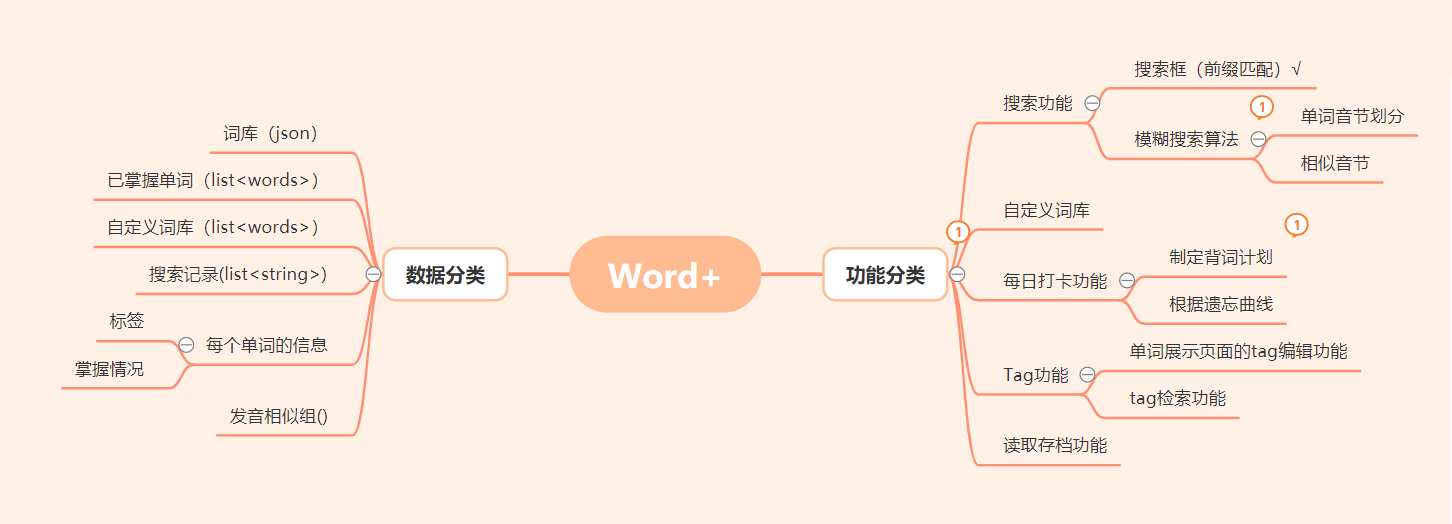 Word+
数据分类
词库（json）
已掌握单词（list<words>）
自定义词库（list<words>）
搜索记录(list<string>)
每个单词的信息
标签
掌握情况
发音相似组()
功能分类
1
搜索功能
搜索框（前缀匹配）√
模糊搜索算法
1
单词音节划分
相似音节
自定义词库
每日打卡功能
1
制定背词计划
根据遗忘曲线
Tag功能
单词展示页面的tag编辑功能
tag检索功能
读取存档功能